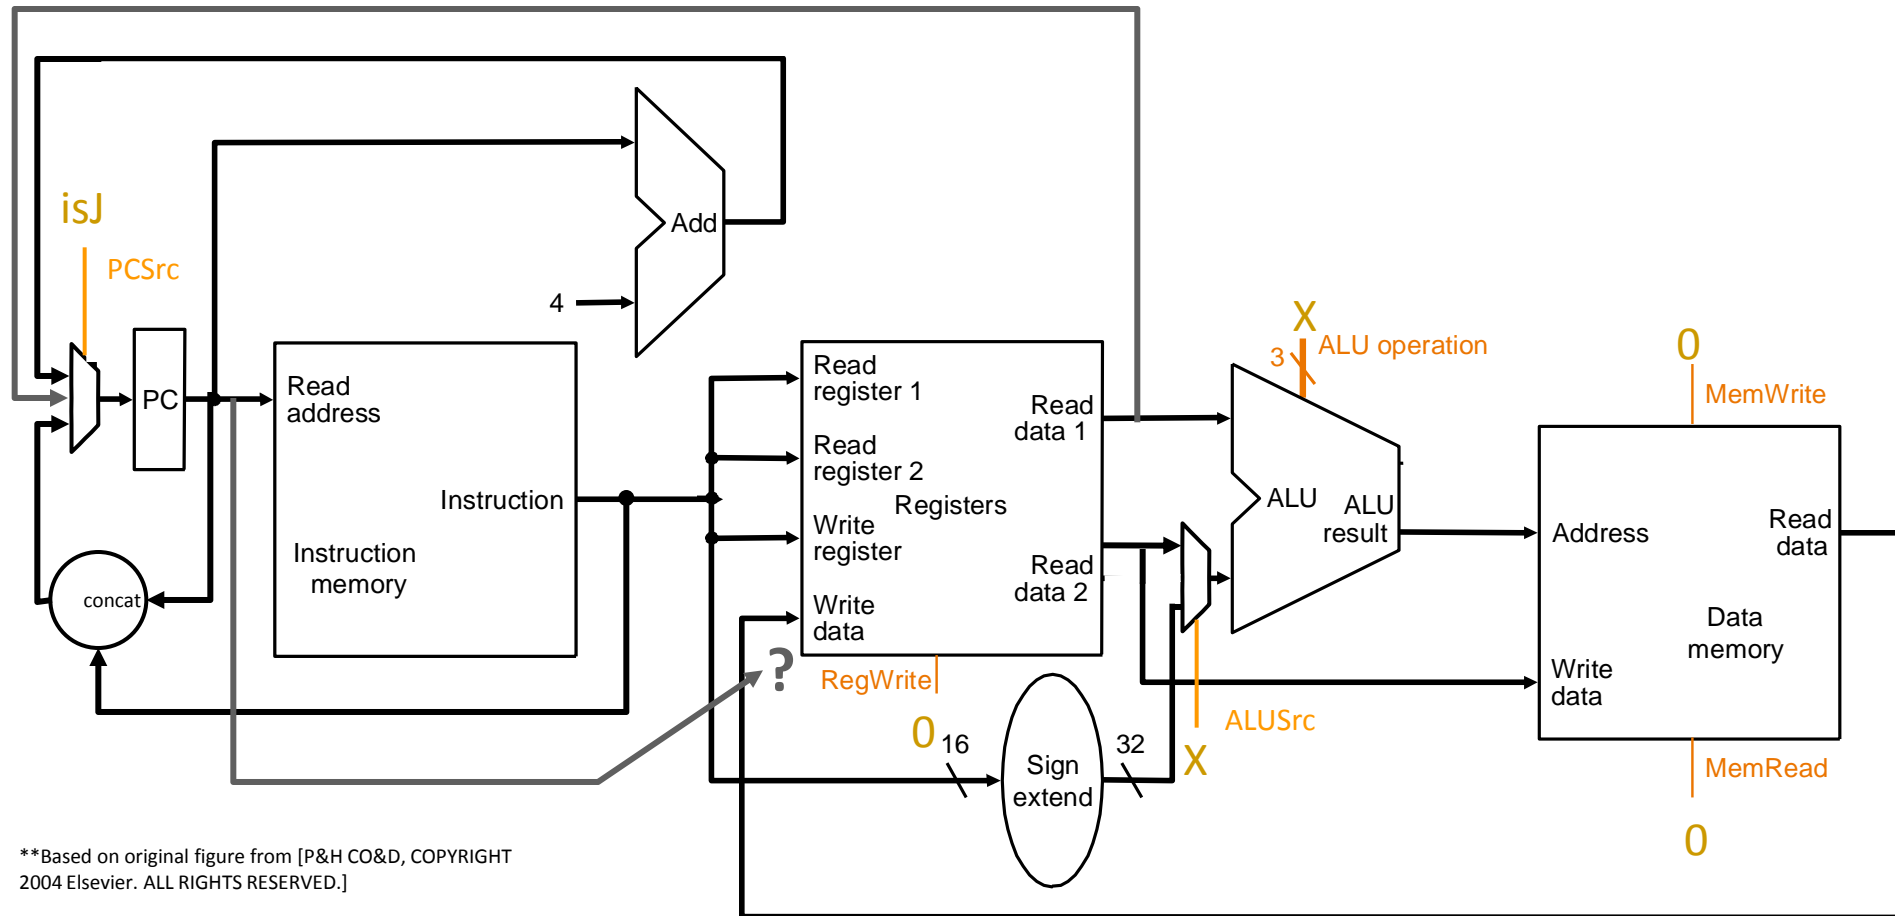 isJ
PCSrc
Add
4
X
3
ALU operation
0
MemWrite
PC
Read
address
Instruction
Instruction
memory
Read
register 1
Read
register 2
Write
register
Write
data
Registers
Read
data 1
Read
data 2
ALU
ALU
result
Address
Read
data
Data
memory
Write
data
concat
?
RegWrite
0
16
Sign
extend
32
ALUSrc
X
MemRead
0
**Based on original figure from [P&H CO&D, COPYRIGHT
2004 Elsevier. ALL RIGHTS RESERVED.]